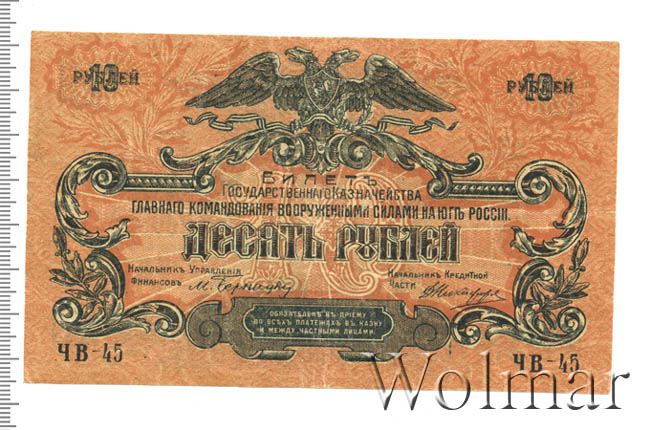 10 РУБЛЕЙ
10 РУБЛЕЙ
БИЛЕТЪ
ГОСУДАРСТВЕННАГО КАЗНАЧЕЙСТВА
ГЛАВНАГО КОМАНДОВАНІЯ ВООРУЖЕННЫМИ СИЛАМИ НА ЮГѢ РОССІИ.
ДЕСЯТЬ РУБЛЕЙ
НАЧАЛЬНИКЪ УПРАВЛЕНІЯ
ФИНАНСОВЪ
НАЧАЛЬНИКЪ КРЕДИТНОЙ
ЧАСТИ
ОБЯЗАТЕЛЕНЪ КЪ ПРІЕМУ
ПО ВСѢХЪ ПЛАТЕЖАХЪ ВЪ КАЗНУ
И МЕЖДУ ЧАСТНЫМИ ЛИЦАМИ.
ЧВ-45
ЧВ-45
Wolmar